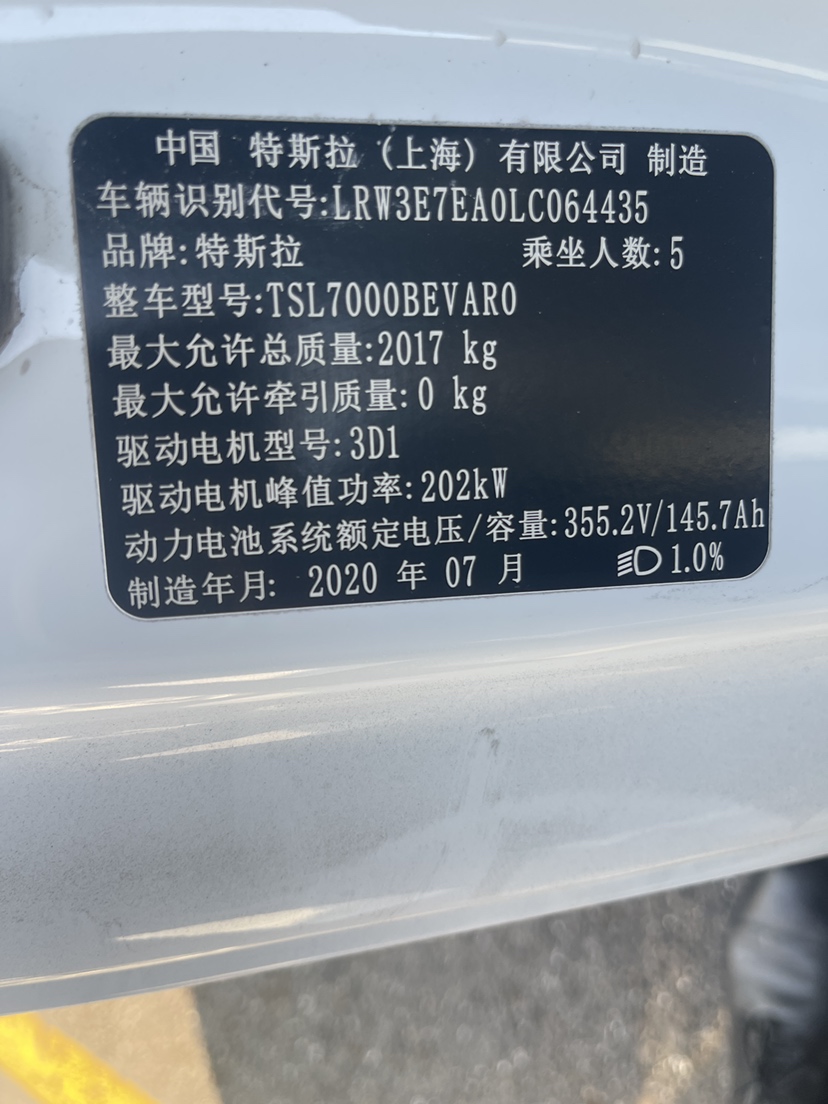 中国 特斯拉 (上海) 有限公司 制造
车辆识别代号:LRW3E7EA0LC064435
品牌:特斯拉 乘坐人数:5
整车型号:TSL7000BEVAR0
最大允许总质量:2017 kg
最大允许牵引质量:0 kg
驱动电机型号:3D1
驱动电机峰值功率:202kW
动力电池系统额定电压/容量:355.2V/145.7Ah
制造年月: 2020 年 07 月 1.0%